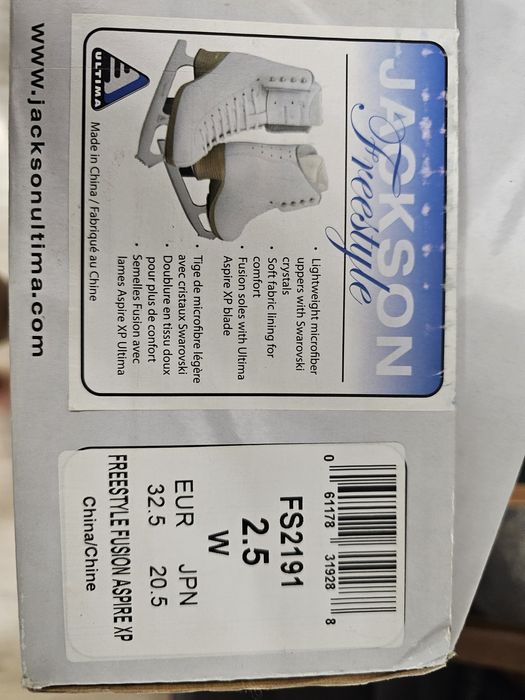 JACKSON
Freestyle
• Lightweight microfiber
uppers with Swarovski
crystals
• Soft fabric lining for
comfort
• Fusion soles with Ultima
Aspire XP blade
• Tige de microfibre légère
avec cristaux Swarovski
• Doublure en tissu doux
pour plus de confort
• Semelles Fusion avec
lames Aspire XP Ultima
ULTIMA
Made in China / Fabriqué au Chine
www.jacksonultima.com
0 61178 31928 8
FS2191
2.5
W
EUR JPN
32.5 20.5
FREESTYLE FUSION ASPIRE XP
China/Chine